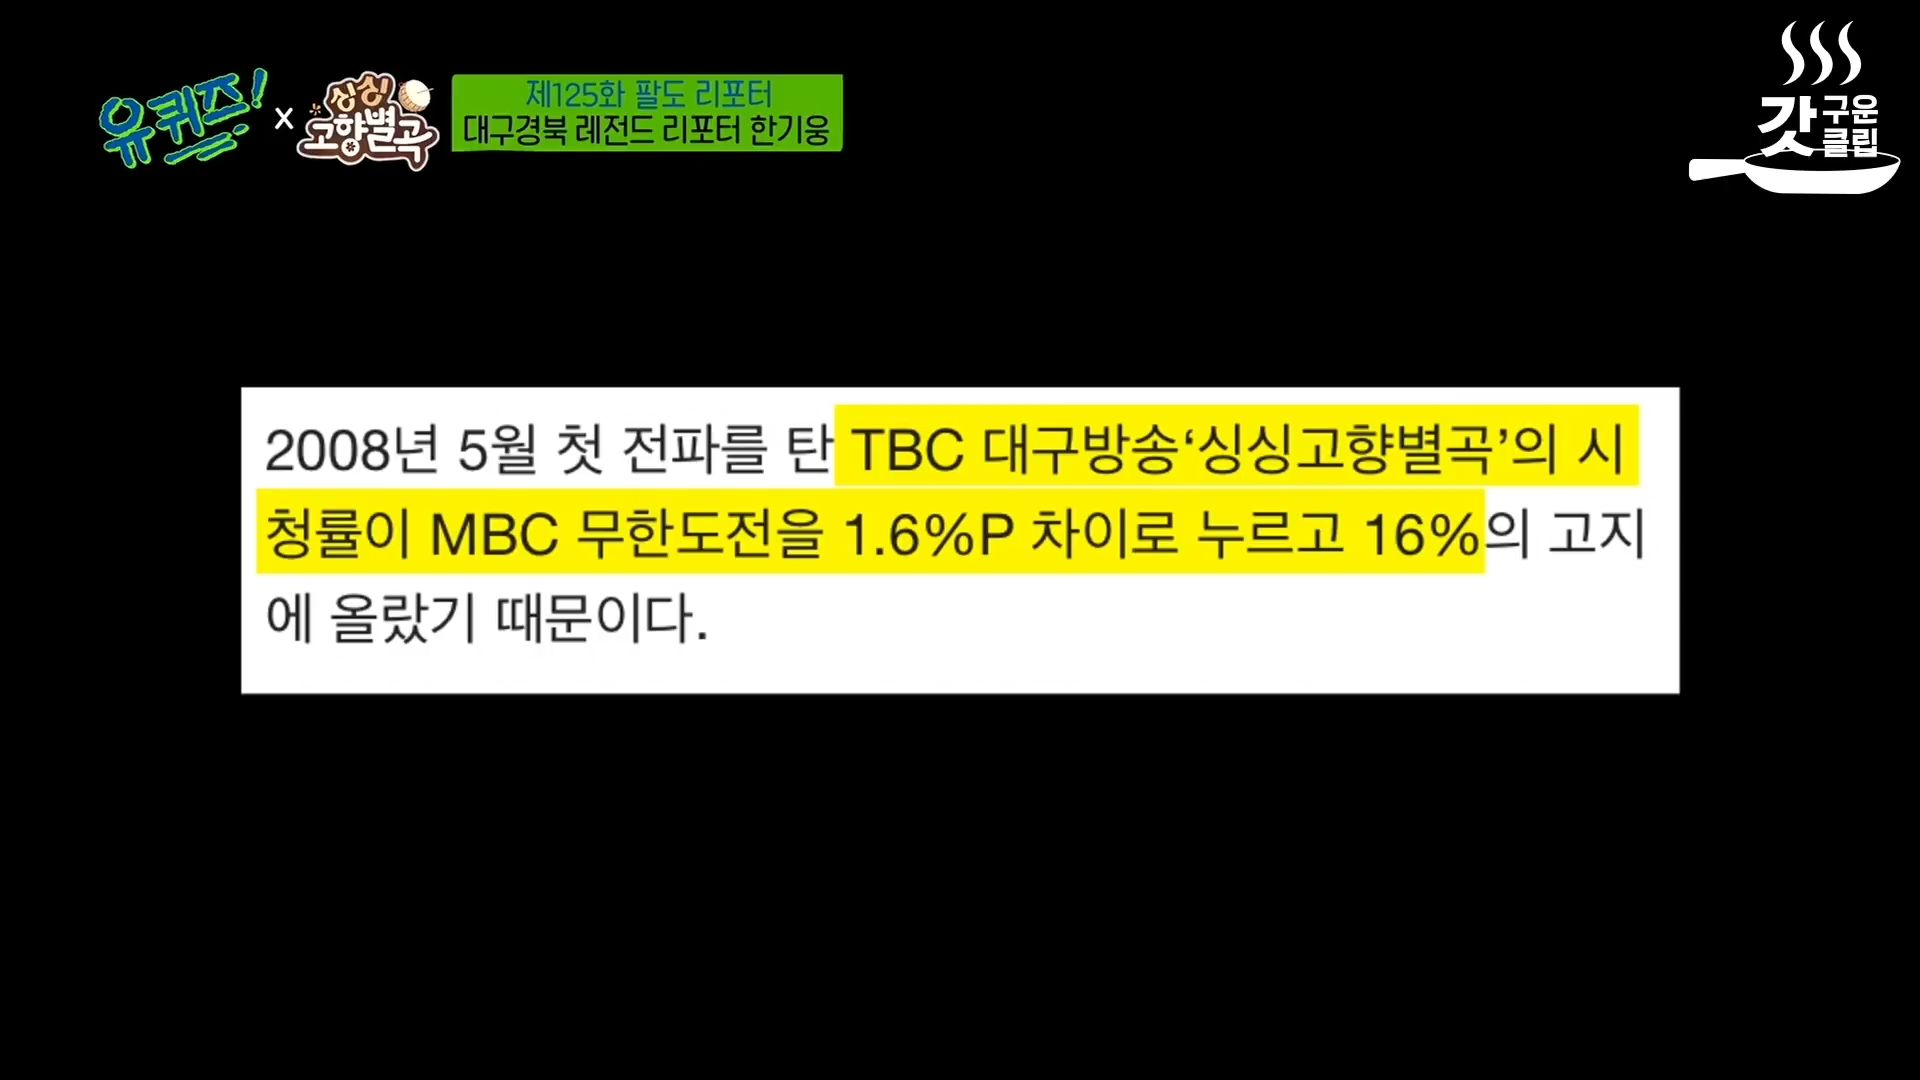 유퀴즈!
x
싱싱
고향별곡
제125화 팔도 리포터
대구경북 레전드 리포터 한기웅
갓구운
클립
2008년 5월 첫 전파를 탄 TBC 대구방송‘싱싱고향별곡’의 시
청률이 MBC 무한도전을 1.6%P 차이로 누르고 16%의 고지
에 올랐기 때문이다.